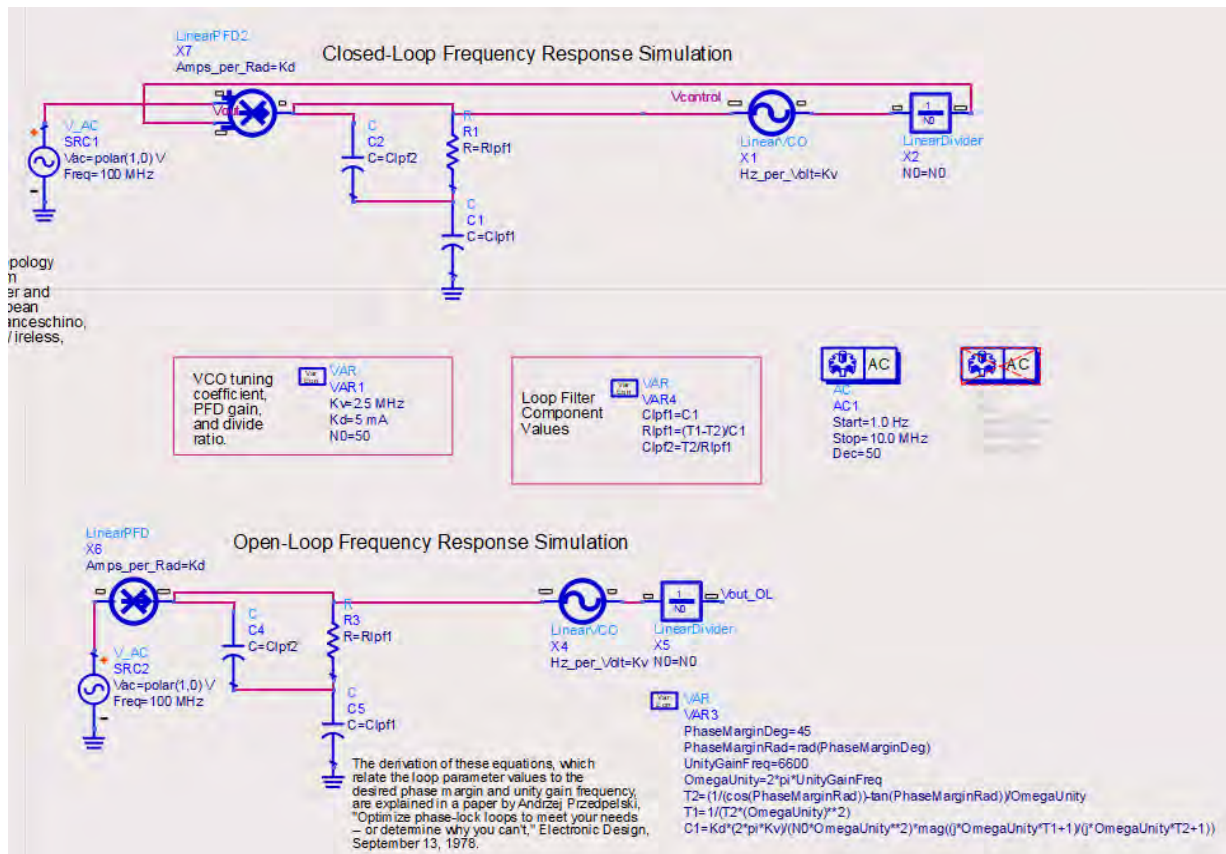 LinearPFD2
X7
Amps_per_Rad=Kd
Closed-Loop Frequency Response Simulation
Vout
Vcontrol
V_AC
SRC1
Vac=polar(1,0) V
Freq=100 MHz
C
C2
C=Clpf2
R
R1
R=Rlpf1
C
C1
C=Clpf1
LinearVCO
X1
Hz_per_Volt=Kv
1
N0
LinearDivider
X2
N0=N0
pology
er and
pean
anceschino,
/ireless,
VCO tuning
coefficient,
PFD gain,
and divide
ratio.
Var
Eqn
VAR
VAR1
Kv=2.5 MHz
Kd=5 mA
N0=50
Loop Filter
Component
Values
Var
Eqn
VAR
VAR4
Clpf1=C1
Rlpf1=(T1-T2)/C1
Clpf2=T2/Rlpf1
AC
AC
AC1
Start=1.0 Hz
Stop=10.0 MHz
Dec=50
AC
LinearPFD
X6
Amps_per_Rad=Kd
Open-Loop Frequency Response Simulation
V_AC
SRC2
Vac=polar(1,0) V
Freq=100 MHz
C
C4
C=Clpf2
R
R3
R=Rlpf1
C
C5
C=Clpf1
LinearVCO
X4
Hz_per_Volt=Kv
1
N0
LinearDivider
X5
N0=N0
Vout_OL
The derivation of these equations, which
relate the loop parameter values to the
desired phase margin and unity gain frequency,
are explained in a paper by Andrzej Przedpelski,
"Optimize phase-lock loops to meet your needs
– or determine why you can't," Electronic Design,
September 13, 1978.
Var
Eqn
VAR
VAR3
PhaseMarginDeg=45
PhaseMarginRad=rad(PhaseMarginDeg)
UnityGainFreq=6600
OmegaUnity=2*pi*UnityGainFreq
T2=(1/(cos(PhaseMarginRad))-tan(PhaseMarginRad))/OmegaUnity
T1=1/(T2*(OmegaUnity)**2)
C1=Kd*(2*pi*Kv)/(N0*OmegaUnity**2)*mag((j*OmegaUnity*T1+1)/(j*OmegaUnity*T2+1))